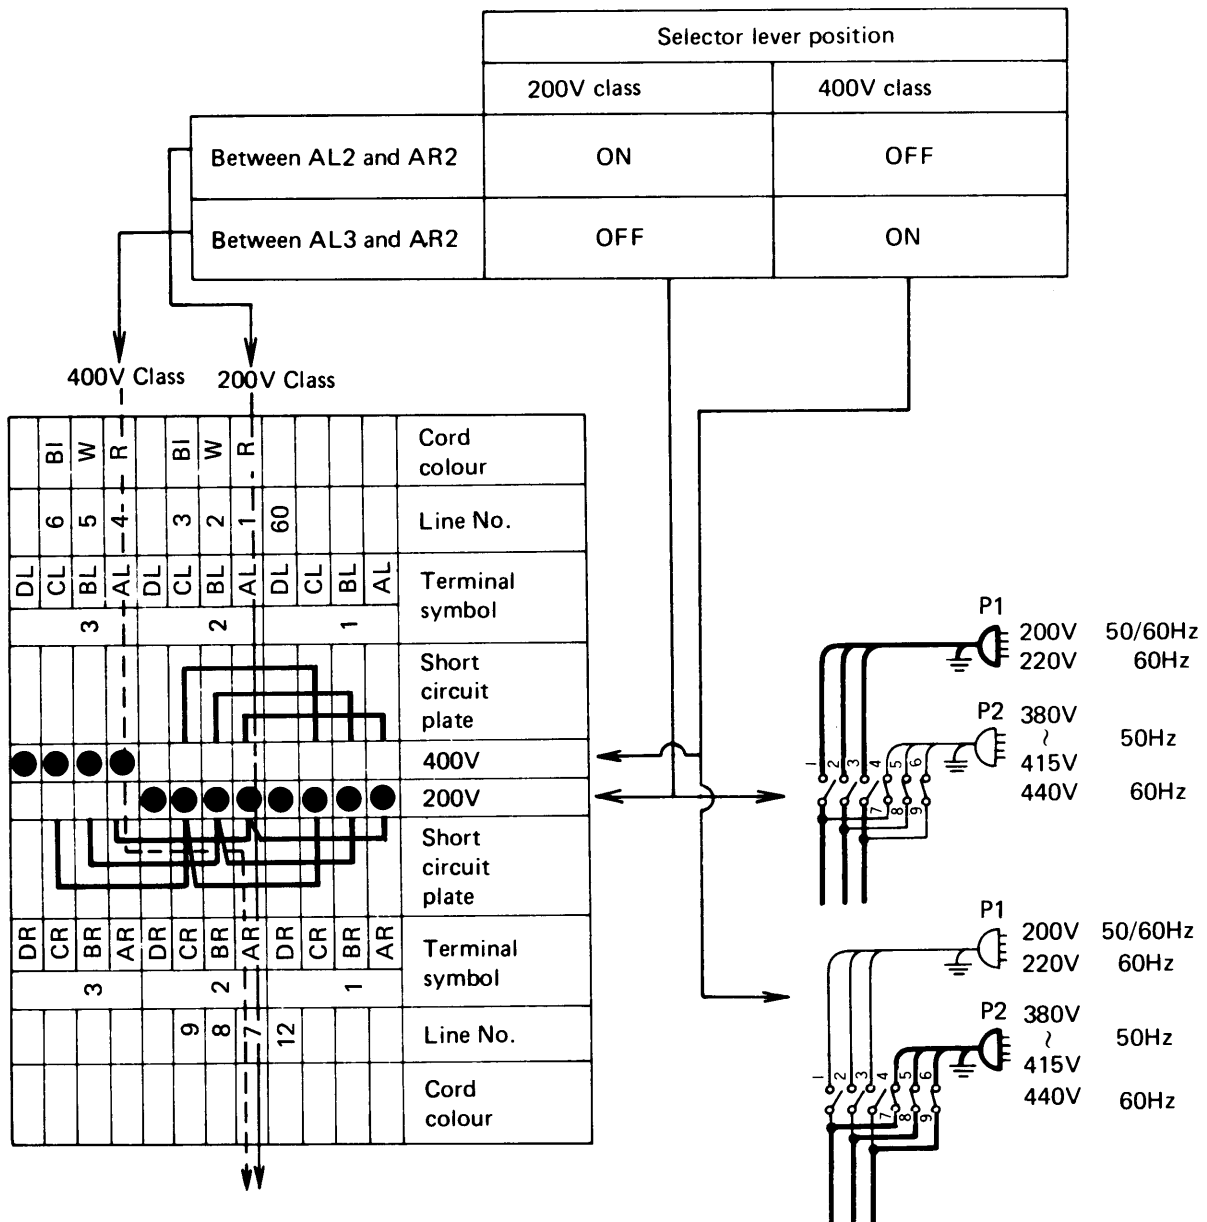 Selector lever position
200V class 400V class
Between AL2 and AR2 ON OFF
Between AL3 and AR2 OFF ON
400V Class 200V Class
BI W R BI W R Cord
colour
6 5 4 3 2 1 60 Line No.
DL CL BL AL DL CL BL AL DL CL BL AL Terminal
symbol
3 2 1
Short
circuit
plate
400V
200V
Short
circuit
plate
DR CR BR AR DR CR BR AR DR CR BR AR Terminal
symbol
3 2 1
9 8 7 12 Line No.
Cord
colour
P1
200V 50/60Hz
220V 60Hz
P2 380V
~ 50Hz
415V
440V 60Hz
1 2 3 4 5 6
7 8 9
P1
200V 50/60Hz
220V 60Hz
P2 380V
~ 50Hz
415V
440V 60Hz
1 2 3 4 5 6
7 8 9